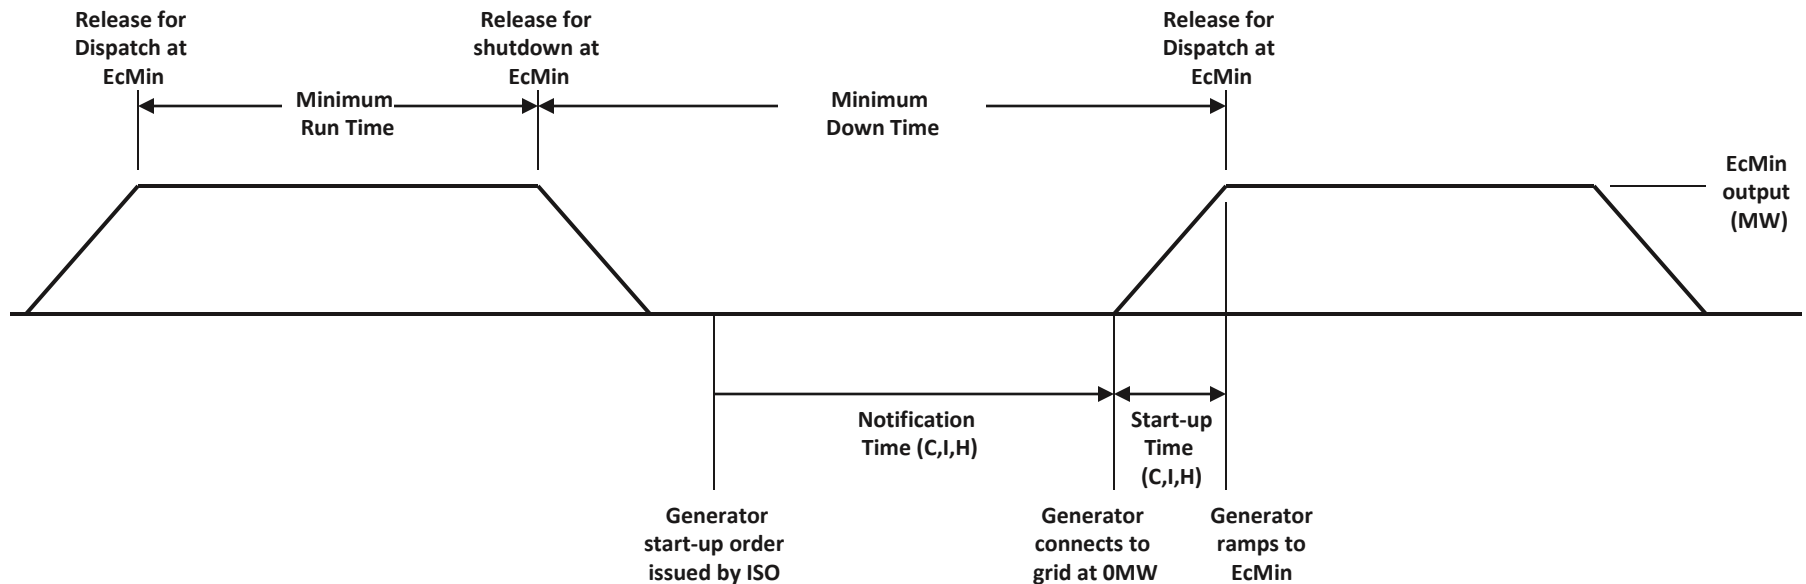 Release for
Dispatch at
EcMin
Release for
shutdown at
EcMin
Release for
Dispatch at
EcMin
Minimum
Run Time
Minimum
Down Time
EcMin
output
(MW)
Notification
Time (C,I,H)
Start-up
Time
(C,I,H)
Generator
start-up order
issued by ISO
Generator
connects to
grid at 0MW
Generator
ramps to
EcMin